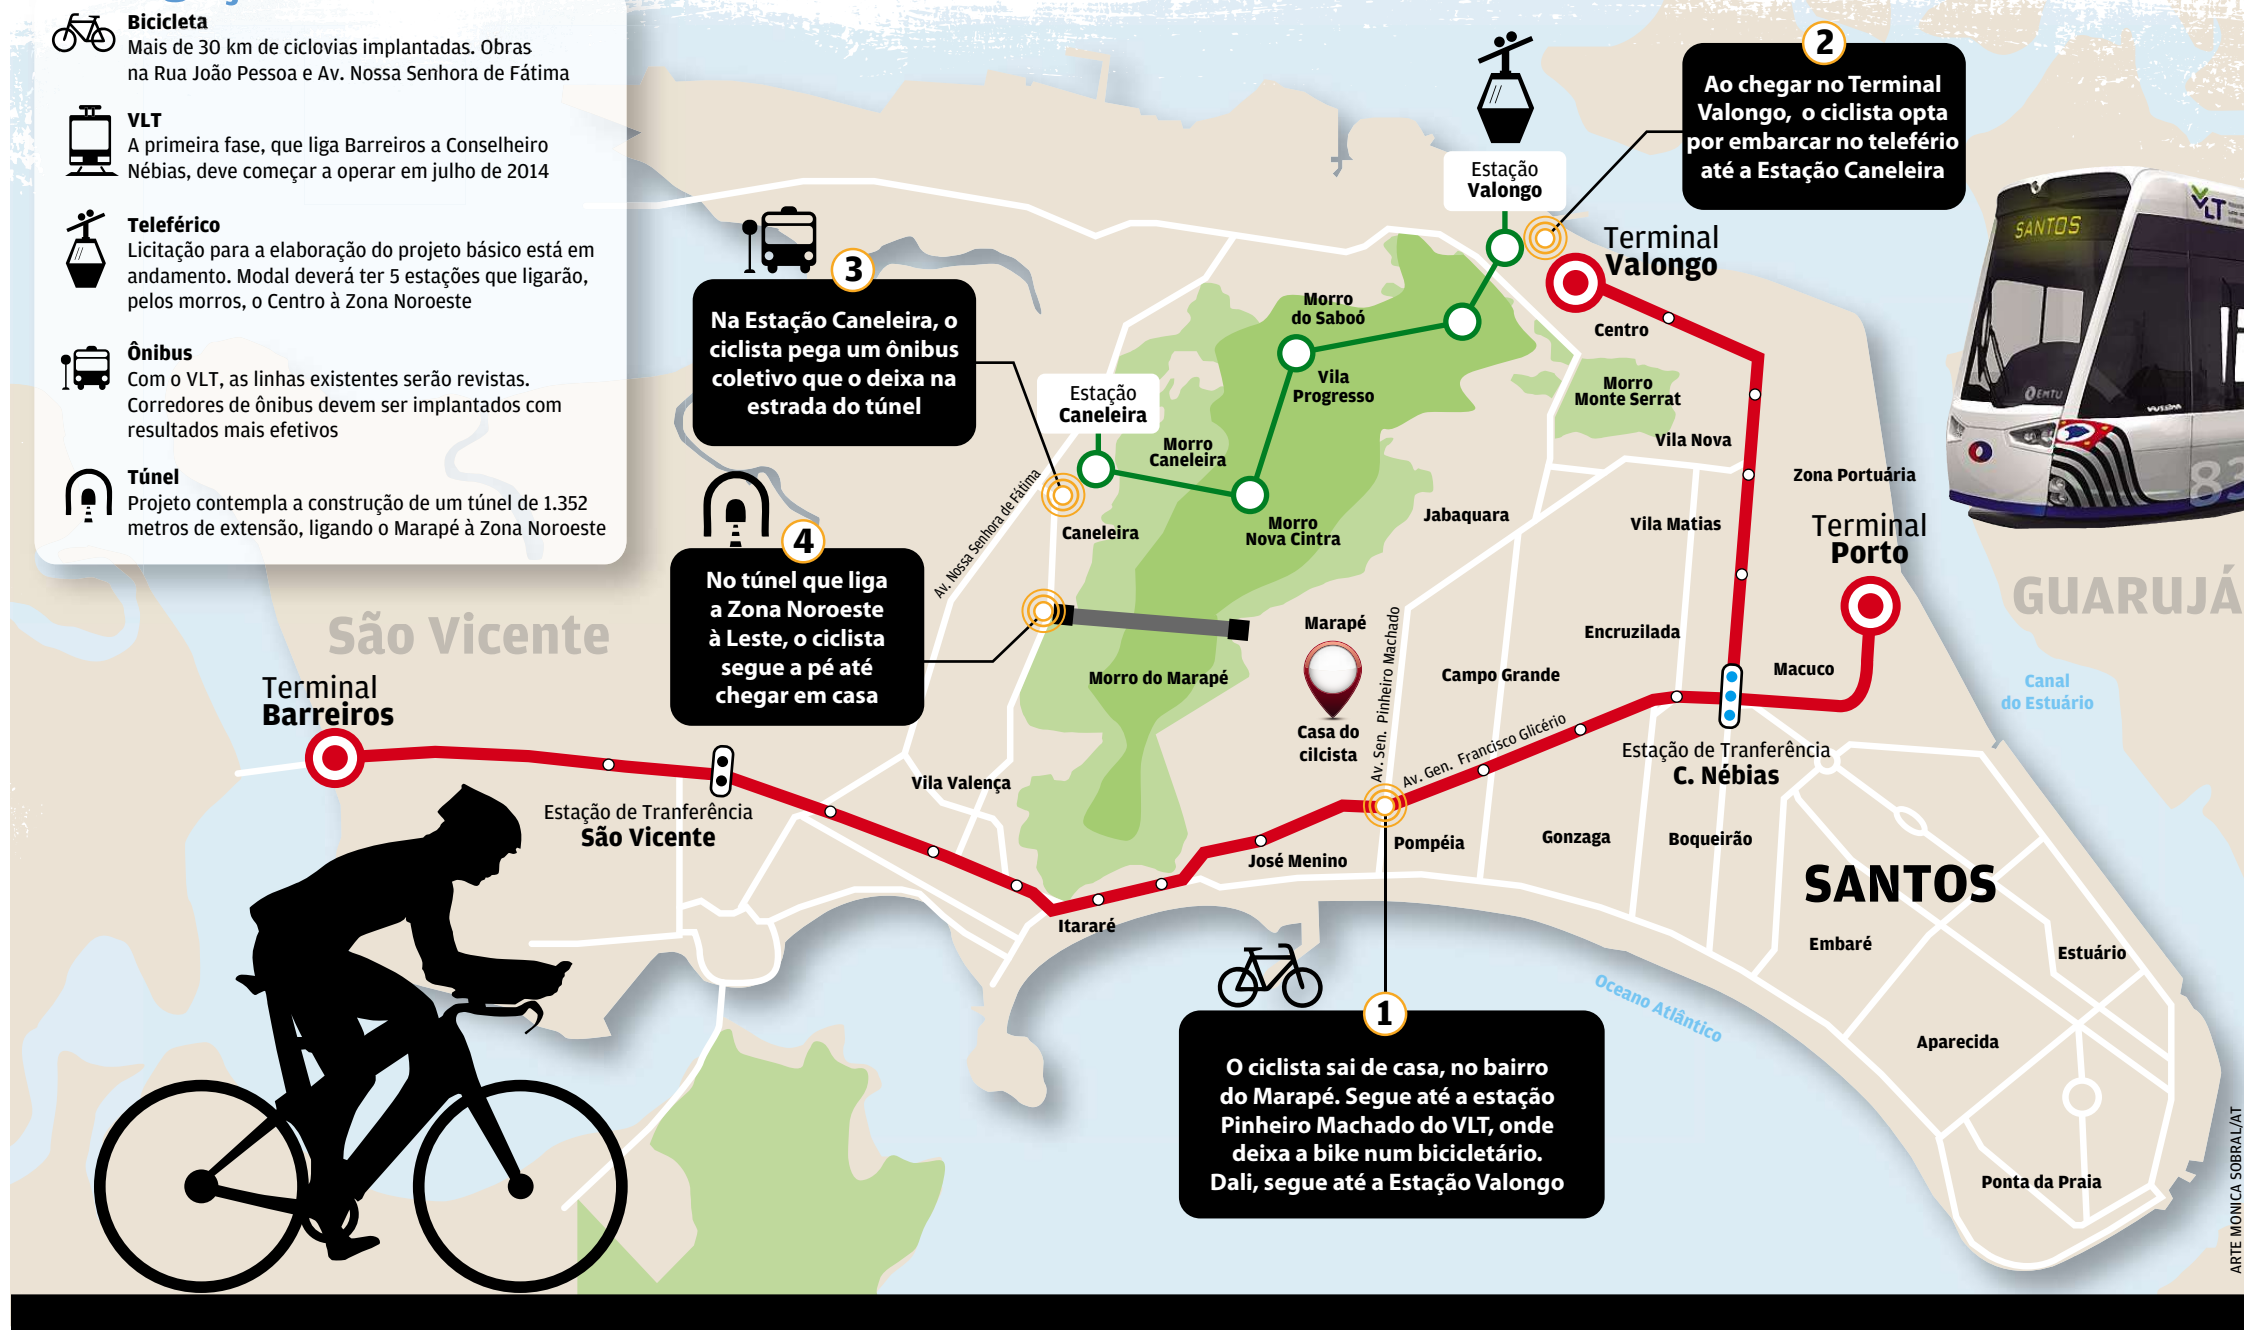 Bicicleta
Mais de 30 km de ciclovias implantadas. Obras
na Rua João Pessoa e Av. Nossa Senhora de Fátima
VLT
A primeira fase, que liga Barreiros a Conselheiro
Nébias, deve começar a operar em julho de 2014
Teleférico
Licitação para a elaboração do projeto básico está em
andamento. Modal deverá ter 5 estações que ligarão,
pelos morros, o Centro à Zona Noroeste
Ônibus
Com o VLT, as linhas existentes serão revistas.
Corredores de ônibus devem ser implantados com
resultados mais efetivos
Túnel
Projeto contempla a construção de um túnel de 1.352
metros de extensão, ligando o Marapé à Zona Noroeste
2
Ao chegar no Terminal
Valongo, o ciclista opta
por embarcar no teleférico
até a Estação Caneleira
Estação
Valongo
Terminal
Valongo
SANTOS
VLT
EMTU
83
3
Na Estação Caneleira, o
ciclista pega um ônibus
coletivo que o deixa na
estrada do túnel
Morro
do Saboó
Centro
Vila
Progresso
Morro
Monte Serrat
Estação
Caneleira
Morro
Caneleira
Vila Nova
Zona Portuária
Av. Nossa Senhora de Fátima
Caneleira
Morro
Nova Cintra
Jabaquara
Vila Matias
Terminal
Porto
4
No túnel que liga
a Zona Noroeste
à Leste, o ciclista
segue a pé até
chegar em casa
São Vicente
GUARUJÁ
Marapé
Encruzilada
Morro do Marapé
Av. Sen. Pinheiro Machado
Campo Grande
Macuco
Canal
do Estuário
Terminal
Barreiros
Casa do
cilcista
Av. Gen. Francisco Glicério
Estação de Tranferência
C. Nébias
Vila Valença
Estação de Tranferência
São Vicente
José Menino
Pompéia
Gonzaga
Boqueirão
SANTOS
Itararé
Embaré
Estuário
Oceano Atlântico
1
O ciclista sai de casa, no bairro
do Marapé. Segue até a estação
Pinheiro Machado do VLT, onde
deixa a bike num bicicletário.
Dali, segue até a Estação Valongo
Aparecida
Ponta da Praia
ARTE MONICA SOBRAL/AT